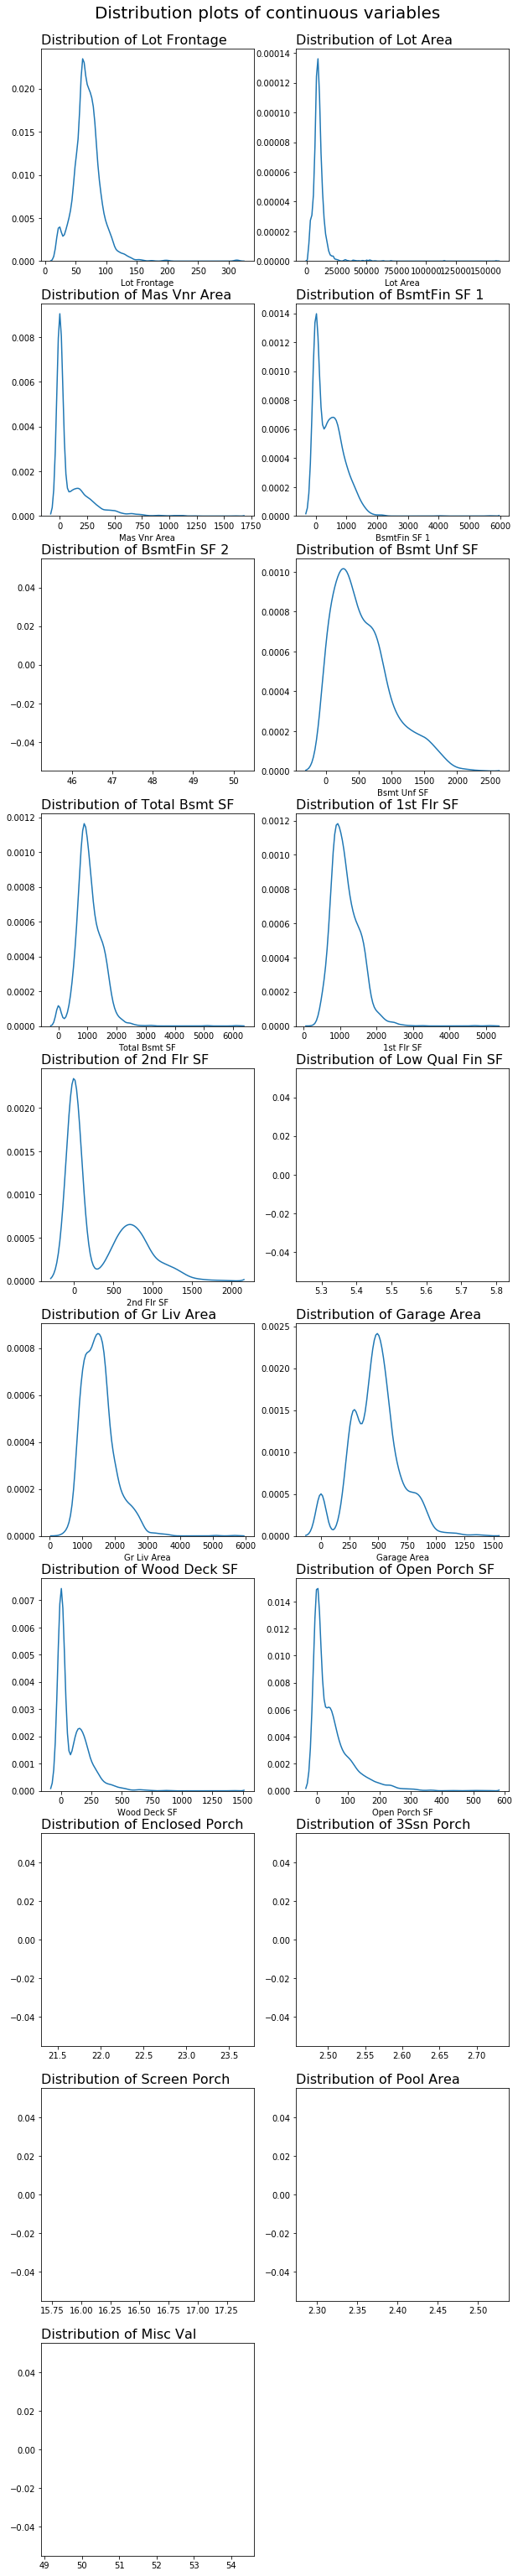 Distribution plots of continuous variables
Distribution of Lot Frontage
0.020
0.015
0.010
0.005
0.000
0 50 100 150 200 250 300
Lot Frontage
Distribution of Lot Area
0.00014
0.00012
0.00010
0.00008
0.00006
0.00004
0.00002
0.00000
0 25000 50000 75000 100000 125000 150000
Lot Area
Distribution of Mas Vnr Area
0.008
0.006
0.004
0.002
0.000
0 250 500 750 1000 1250 1500 1750
Mas Vnr Area
Distribution of BsmtFin SF 1
0.0014
0.0012
0.0010
0.0008
0.0006
0.0004
0.0002
0.0000
0 1000 2000 3000 4000 5000 6000
BsmtFin SF 1
Distribution of BsmtFin SF 2
0.04
0.02
0.00
−0.02
−0.04
46 47 48 49 50
Distribution of Bsmt Unf SF
0.0010
0.0008
0.0006
0.0004
0.0002
0.0000
0 500 1000 1500 2000 2500
Bsmt Unf SF
Distribution of Total Bsmt SF
0.0012
0.0010
0.0008
0.0006
0.0004
0.0002
0.0000
0 1000 2000 3000 4000 5000 6000
Total Bsmt SF
Distribution of 1st Flr SF
0.0012
0.0010
0.0008
0.0006
0.0004
0.0002
0.0000
0 1000 2000 3000 4000 5000
1st Flr SF
Distribution of 2nd Flr SF
0.0020
0.0015
0.0010
0.0005
0.0000
0 500 1000 1500 2000
2nd Flr SF
Distribution of Low Qual Fin SF
0.04
0.02
0.00
−0.02
−0.04
5.3 5.4 5.5 5.6 5.7 5.8
Distribution of Gr Liv Area
0.0008
0.0006
0.0004
0.0002
0.0000
0 1000 2000 3000 4000 5000 6000
Gr Liv Area
Distribution of Garage Area
0.0025
0.0020
0.0015
0.0010
0.0005
0.0000
0 250 500 750 1000 1250 1500
Garage Area
Distribution of Wood Deck SF
0.007
0.006
0.005
0.004
0.003
0.002
0.001
0.000
0 250 500 750 1000 1250 1500
Wood Deck SF
Distribution of Open Porch SF
0.014
0.012
0.010
0.008
0.006
0.004
0.002
0.000
0 100 200 300 400 500 600
Open Porch SF
Distribution of Enclosed Porch
0.04
0.02
0.00
−0.02
−0.04
21.5 22.0 22.5 23.0 23.5
Distribution of 3Ssn Porch
0.04
0.02
0.00
−0.02
−0.04
2.50 2.55 2.60 2.65 2.70
Distribution of Screen Porch
0.04
0.02
0.00
−0.02
−0.04
15.75 16.00 16.25 16.50 16.75 17.00 17.25
Distribution of Pool Area
0.04
0.02
0.00
−0.02
−0.04
2.30 2.35 2.40 2.45 2.50
Distribution of Misc Val
0.04
0.02
0.00
−0.02
−0.04
49 50 51 52 53 54